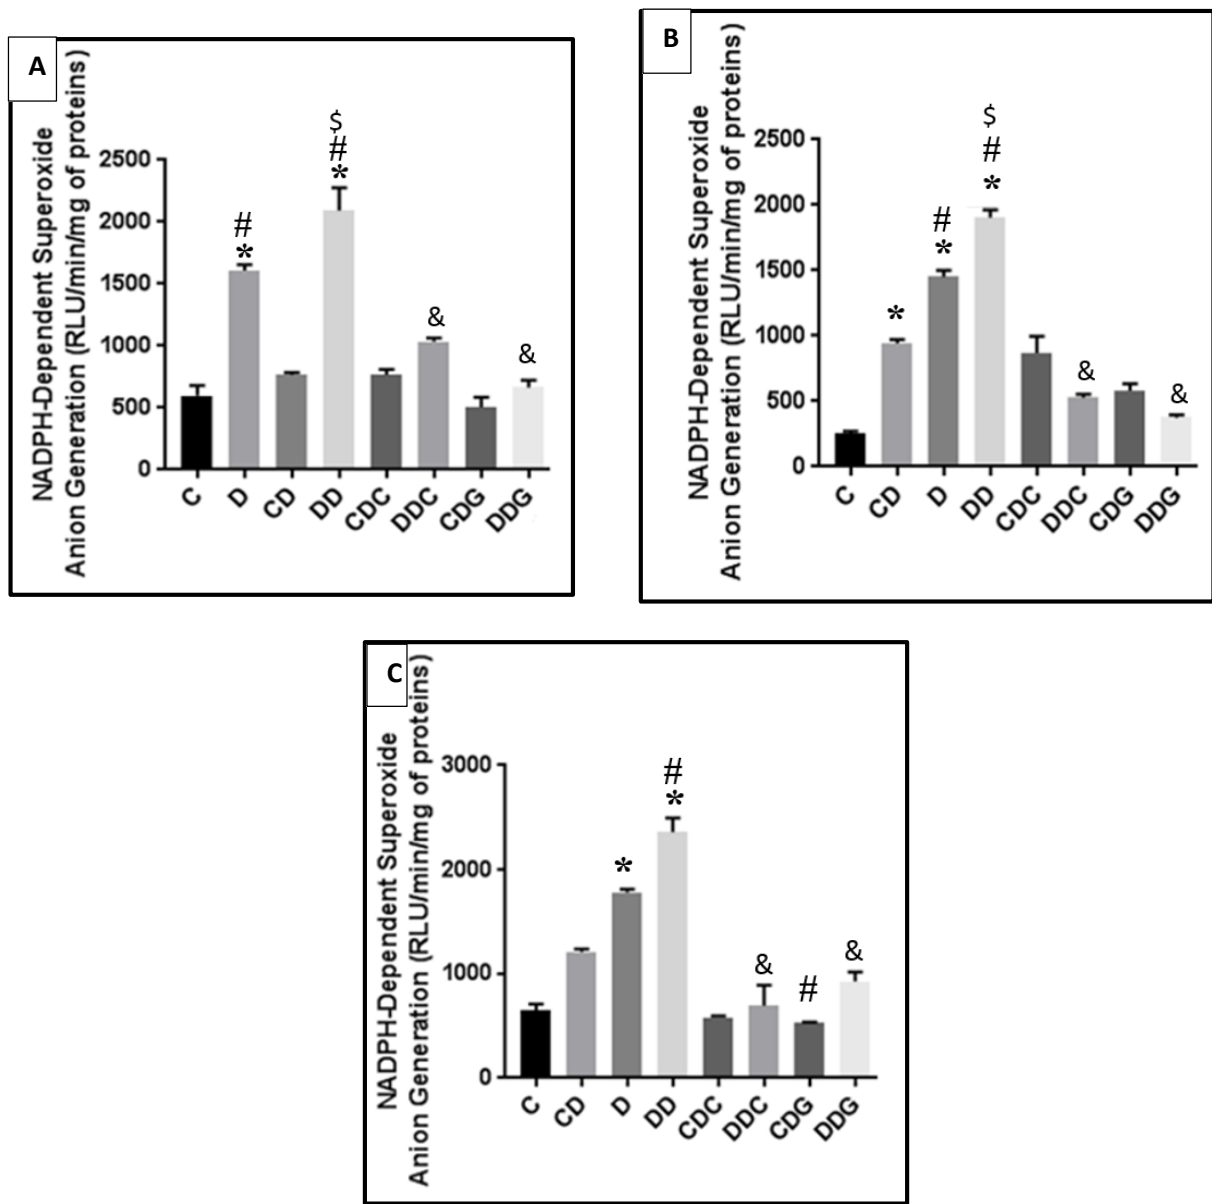 A
NADPH-Dependent Superoxide
Anion Generation (RLU/min/mg of proteins)
2500
2000
1500
1000
500
0
#
*
$
#
*
&
&
C
D
CD
DD
CDC
DDC
CDG
DDG
B
NADPH-Dependent Superoxide
Anion Generation (RLU/min/mg of proteins)
2500
2000
1500
1000
500
0
*
#
*
$
#
*
&
&
C
CD
D
DD
CDC
DDC
CDG
DDG
C
NADPH-Dependent Superoxide
Anion Generation (RLU/min/mg of proteins)
3000
2000
1000
0
*
#
*
&
#
&
C
CD
D
DD
CDC
DDC
CDG
DDG